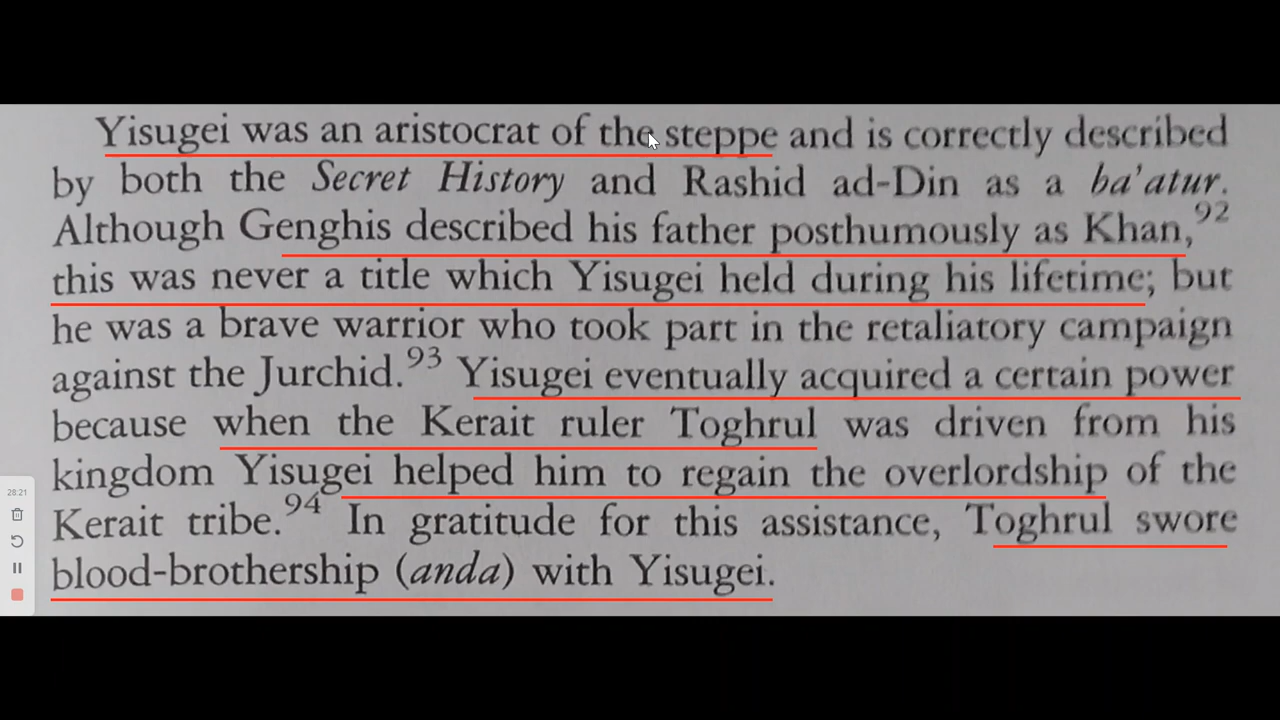 Yisugei was an aristocrat of the steppe and is correctly described
by both the Secret History and Rashid ad-Din as a ba'atur.
Although Genghis described his father posthumously as Khan,92
this was never a title which Yisugei held during his lifetime; but
he was a brave warrior who took part in the retaliatory campaign
against the Jurchid.93 Yisugei eventually acquired a certain power
because when the Kerait ruler Toghrul was driven from his
kingdom Yisugei helped him to regain the overlordship of the
Kerait tribe.94 In gratitude for this assistance, Toghrul swore
blood-brothership (anda) with Yisugei.
28:21